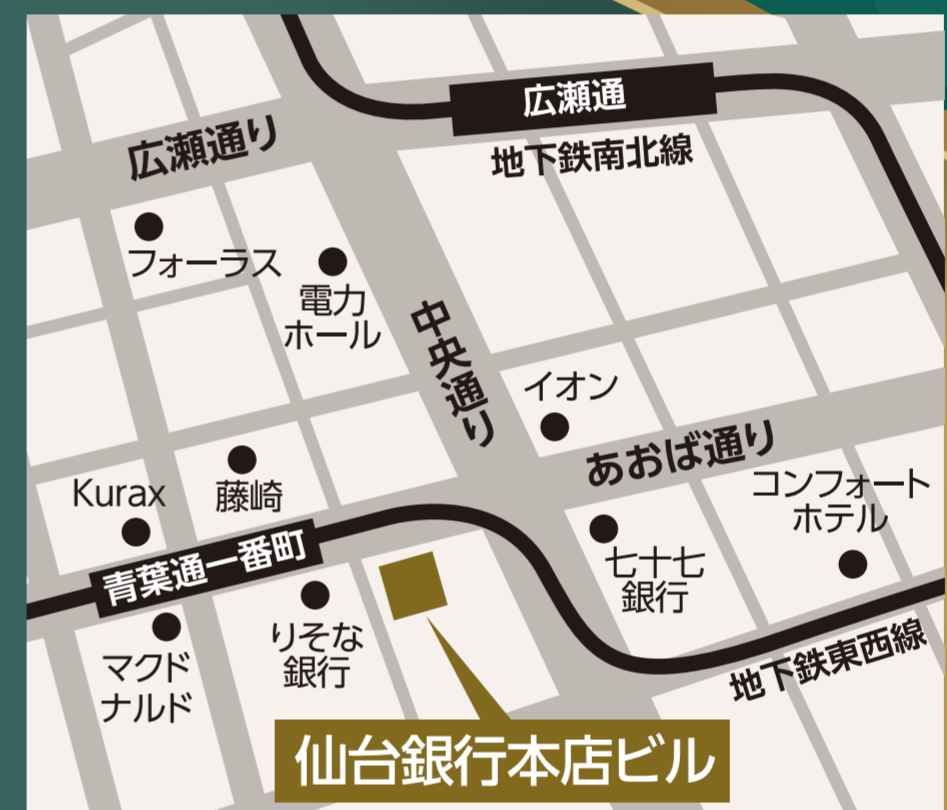 広瀬通
地下鉄南北線
広瀬通り
フォーラス
電力
ホール
中央通り
イオン
あおば通り
コンフォート
ホテル
Kurax
藤崎
青葉通一番町
七十七
銀行
りそな
銀行
マクド
ナルド
地下鉄東西線
仙台銀行本店ビル